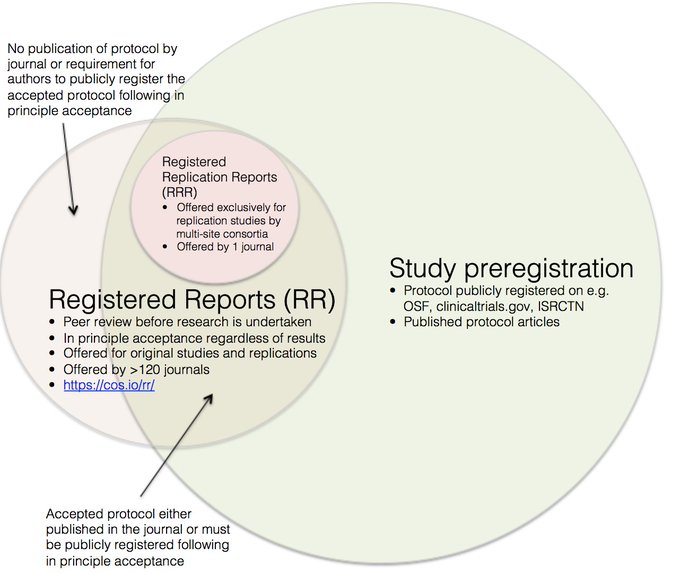 No publication of protocol by
journal or requirement for
authors to publicly register the
accepted protocol following in
principle acceptance
Registered
Replication Reports
(RRR)
• Offered exclusively for
replication studies by
multi-site consortia
• Offered by 1 journal
Study preregistration
• Protocol publicly registered on e.g.
OSF, clinicaltrials.gov, ISRCTN
• Published protocol articles
Registered Reports (RR)
• Peer review before research is undertaken
• In principle acceptance regardless of results
• Offered for original studies and replications
• Offered by >120 journals
• https://cos.io/rr/
Accepted protocol either
published in the journal or must
be publicly registered following
in principle acceptance